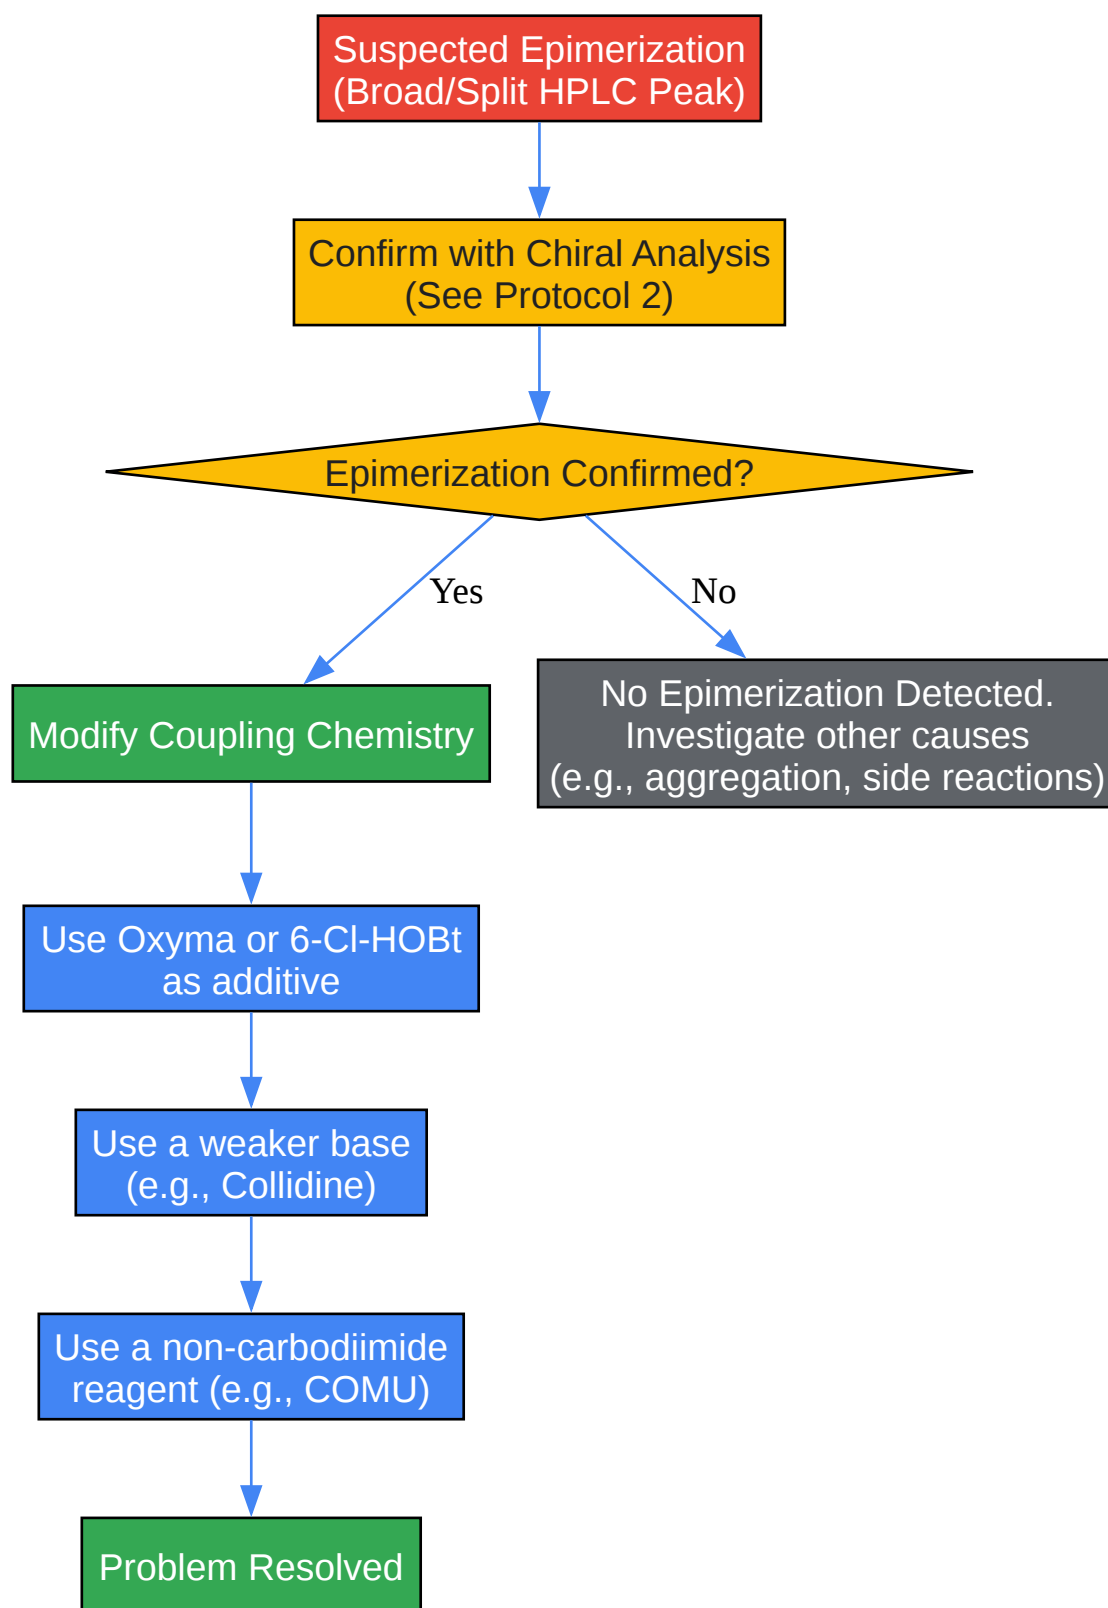 Suspected Epimerization
(Broad/Split HPLC Peak)
Confirm with Chiral Analysis
(See Protocol 2)
Epimerization Confirmed?
Yes
No
Modify Coupling Chemistry
No Epimerization Detected.
Investigate other causes
(e.g., aggregation, side reactions)
Use Oxyma or 6-Cl-HOBt
as additive
Use a weaker base
(e.g., Collidine)
Use a non-carbodiimide
reagent (e.g., COMU)
Problem Resolved